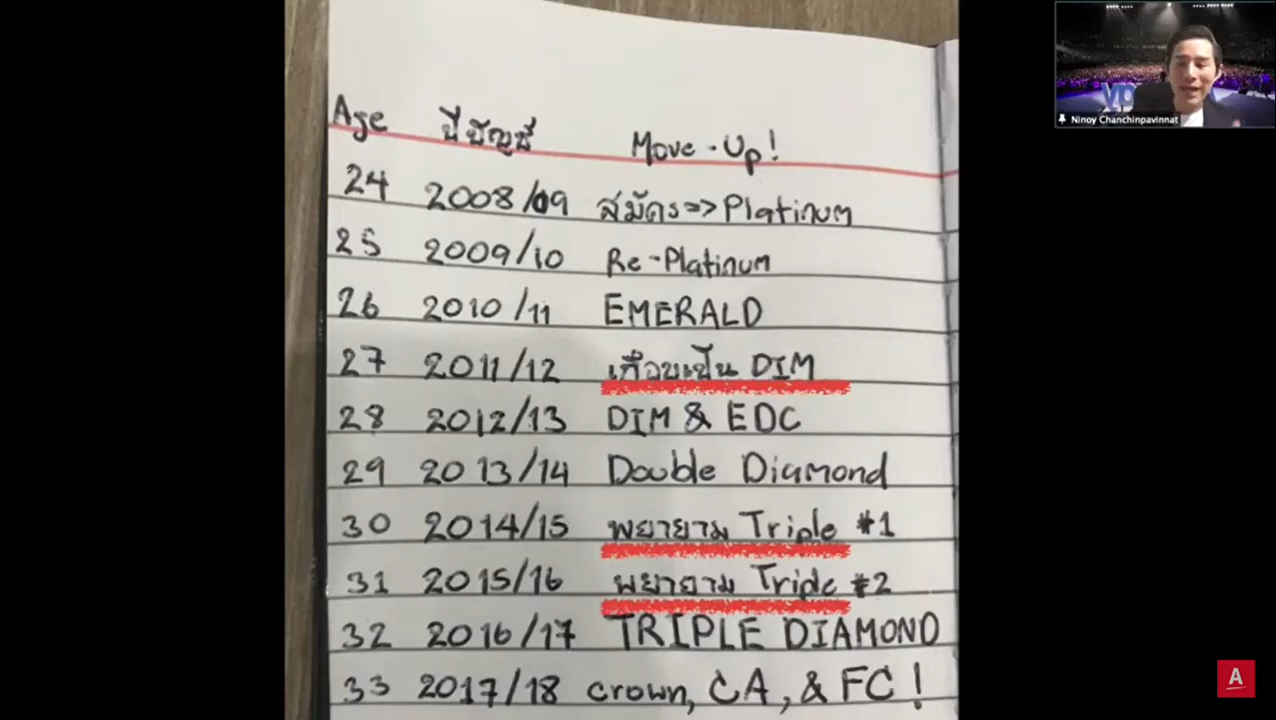 Age ปีบัญชี Move-Up!
24 2008/09 สมัคร=>Platinum
25 2009/10 Re-Platinum
26 2010/11 EMERALD
27 2011/12 เกือบเป็น DIM
28 2012/13 DIM & EDC
29 2013/14 Double Diamond
30 2014/15 พยายาม Triple #1
31 2015/16 พยายาม Triple #2
32 2016/17 TRIPLE DIAMOND
33 2017/18 crown, CA, & FC!
Ninoy Chanchinpavinnat
A